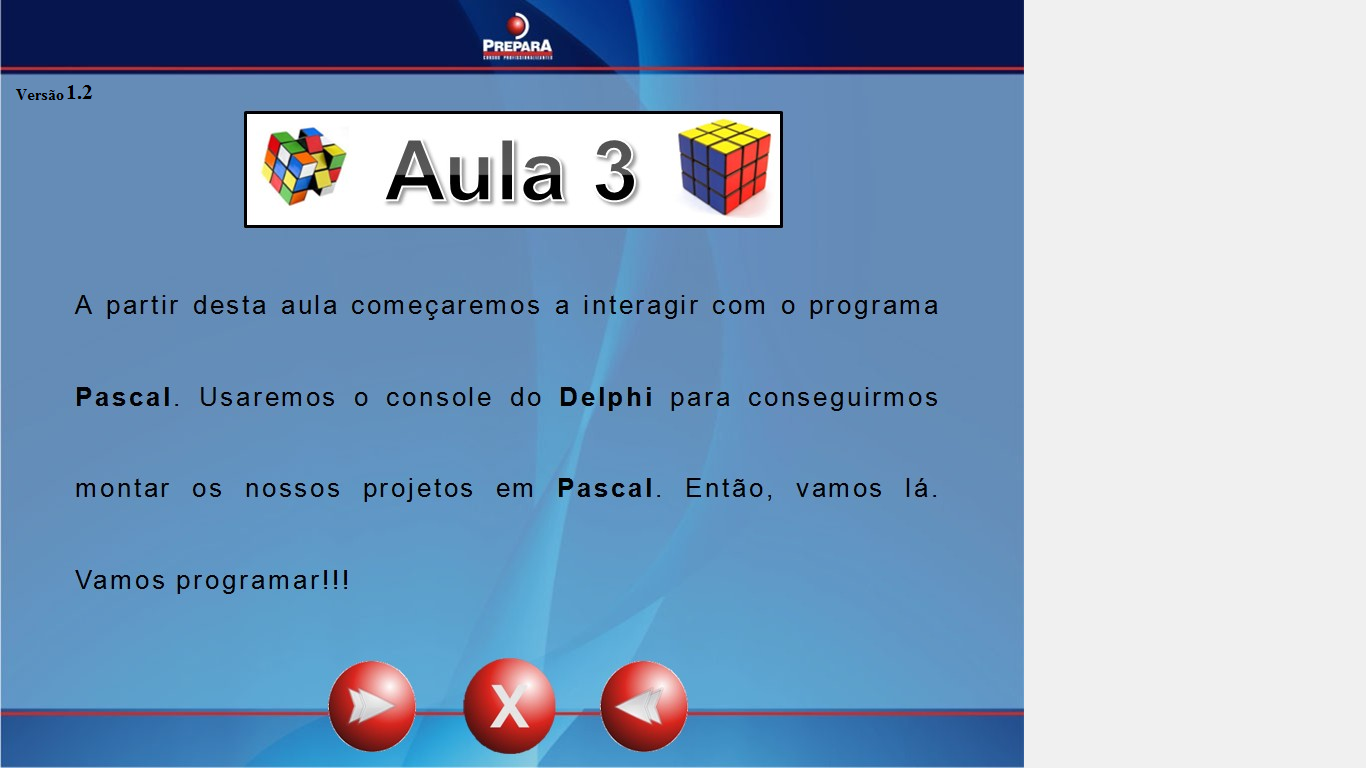 PREPARA
CURSOS PROFISSIONALIZANTES
Versão 1.2
Aula 3
A partir desta aula começaremos a interagir com o programa
Pascal. Usaremos o console do Delphi para conseguirmos
montar os nossos projetos em Pascal. Então, vamos lá.
Vamos programar!!!
X